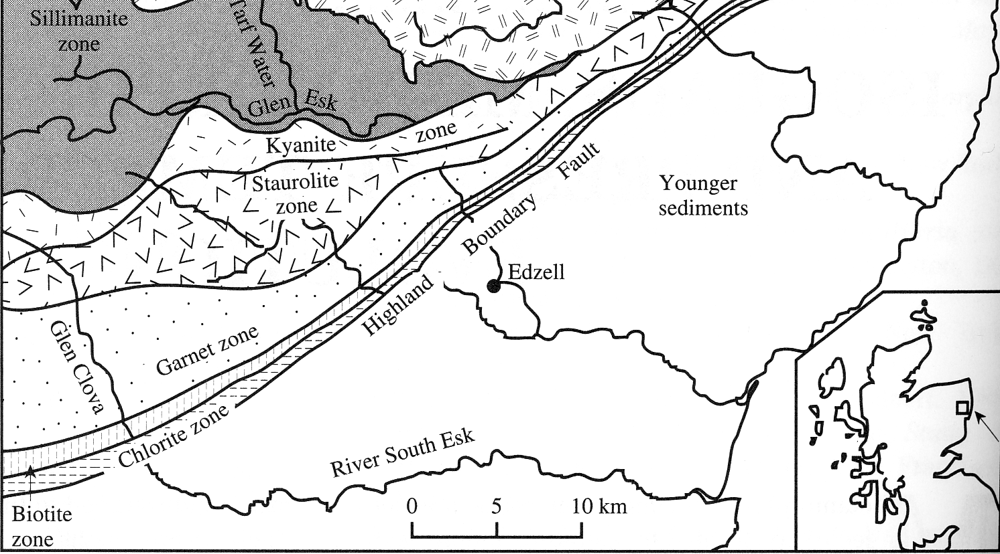 Sillimanite
zone
Tarf Water
Glen Esk
Kyanite zone
Staurolite
zone
Younger
sediments
Highland Boundary Fault
Edzell
Garnet zone
Glen Clova
Chlorite zone
River South Esk
Biotite
zone
0 5 10 km